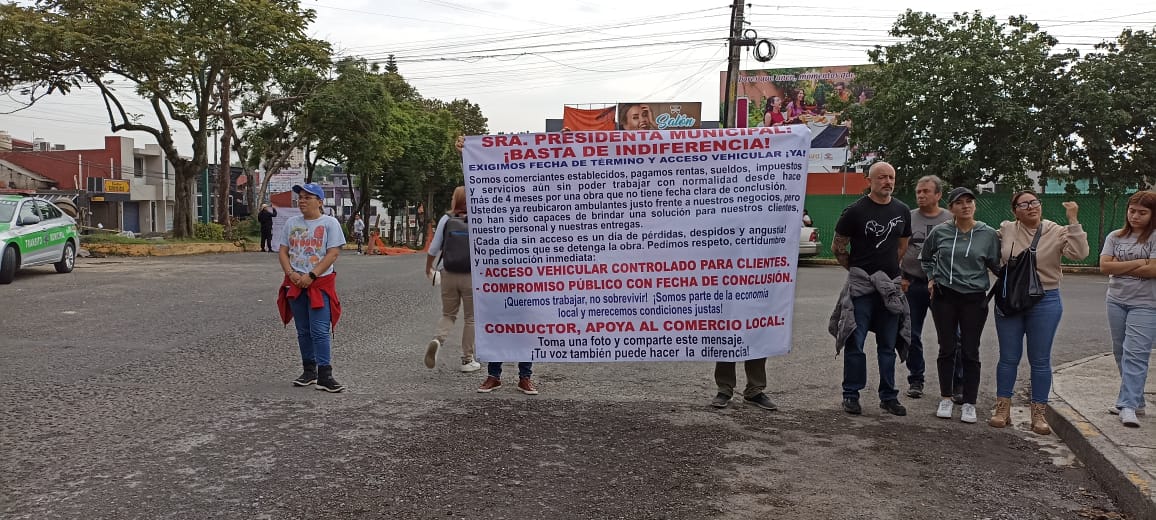 SRA. PRESIDENTA MUNICIPAL:
¡BASTA DE INDIFERENCIA!
EXIGIMOS FECHA DE TÉRMINO Y ACCESO VEHICULAR ¡YA!
Somos comerciantes establecidos, pagamos rentas, sueldos, impuestos
y servicios aún sin poder trabajar con normalidad desde hace
más de 4 meses por una obra que no tiene fecha clara de conclusión.
Ustedes ya reubicaron ambulantes justo frente a nuestros negocios, pero
no han sido capaces de brindar una solución para nuestros clientes,
nuestro personal y nuestras ventas.
¡Cada día sin acceso es un día de pérdidas, despidos y angustia!
No pedimos que se detenga la obra. Pedimos respeto, certidumbre
y una solución inmediata:
- ACCESO VEHICULAR CONTROLADO PARA CLIENTES.
- COMPROMISO PÚBLICO CON FECHA DE CONCLUSIÓN.
¡Queremos trabajar, no sobrevivir! ¡Somos parte de la economía
local y merecemos condiciones justas!
CONDUCTOR, APOYA AL COMERCIO LOCAL:
Toma una foto y comparte este mensaje.
¡Tu voz también puede hacer la diferencia!
Salón